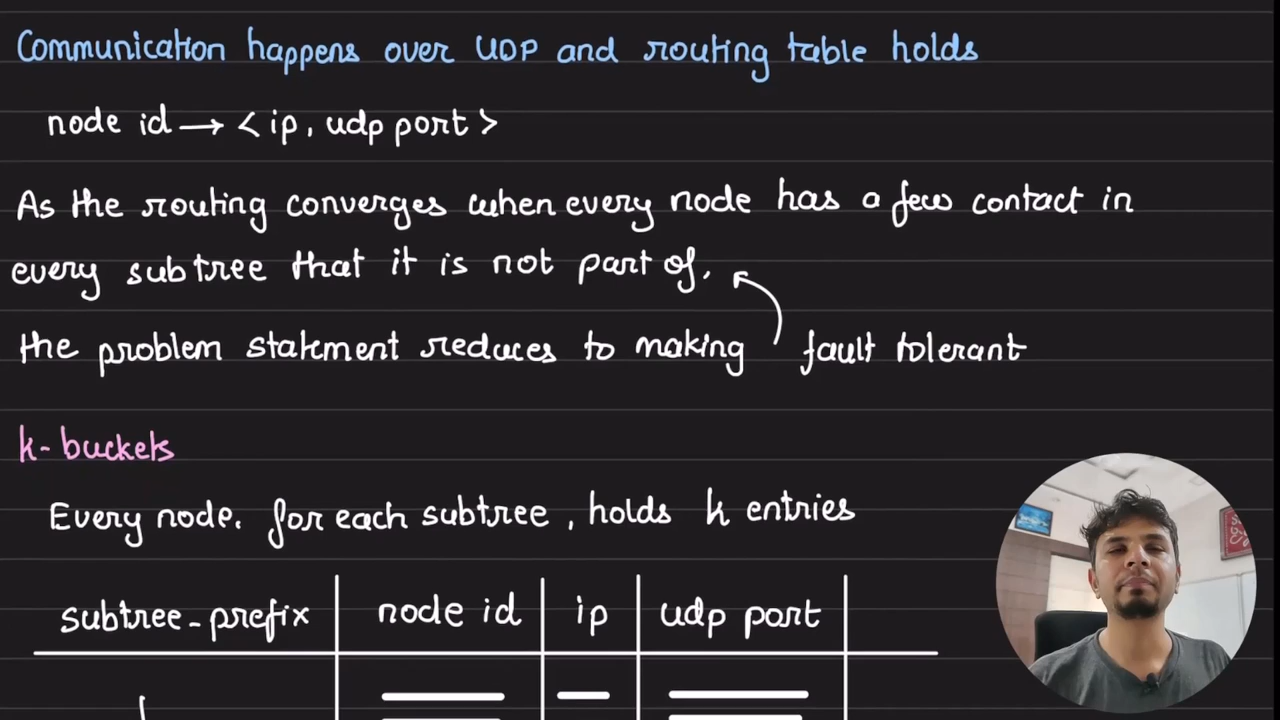 Communication happens over UDP and routing table holds
node id → <ip, udp port>
As the routing converges when every node has a few contact in
every subtree that it is not part of.
the problem statement reduces to making fault tolerant
k-buckets
Every node. for each subtree, holds k entries
subtree-prefix node id ip udp port